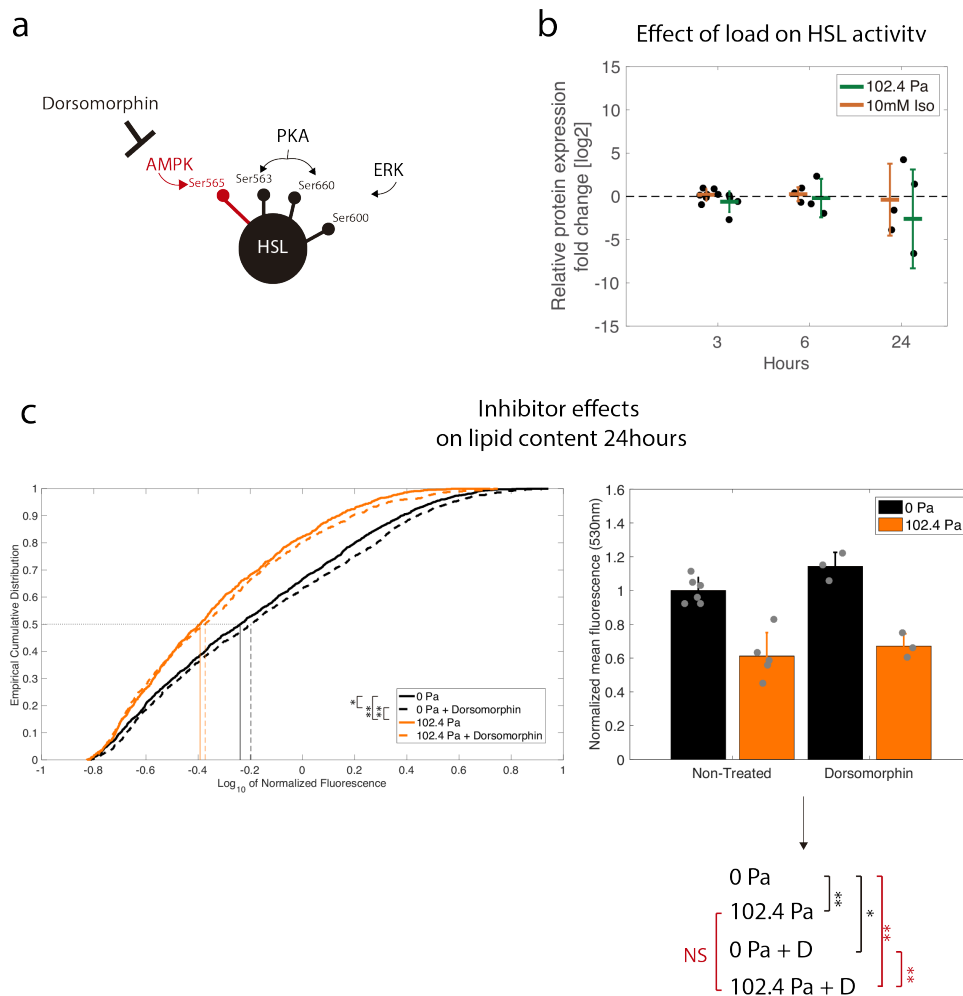 a
Dorsomorphin
AMPK
PKA
ERK
Ser565
Ser563
Ser660
Ser600
HSL
b
Effect of load on HSL activity
15
10
5
0
-5
-10
-15
Relative protein expression
fold change [log2]
102.4 Pa
10mM Iso
3
6
24
Hours
c
Inhibitor effects
on lipid content 24hours
1
0.9
0.8
0.7
0.6
0.5
0.4
0.3
0.2
0.1
0
Empirical Cumulative Distribution
-1
-0.8
-0.6
-0.4
-0.2
0
0.2
0.4
0.6
0.8
1
Log10 of Normalized Fluorescence
*
**
**
0 Pa
0 Pa + Dorsomorphin
102.4 Pa
102.4 Pa + Dorsomorphin
1.6
1.4
1.2
1
0.8
0.6
0.4
0.2
0
Normalized mean fluorescence (530nm)
0 Pa
102.4 Pa
Non-Treated
Dorsomorphin
0 Pa
102.4 Pa
0 Pa + D
102.4 Pa + D
NS
**
*
**
**